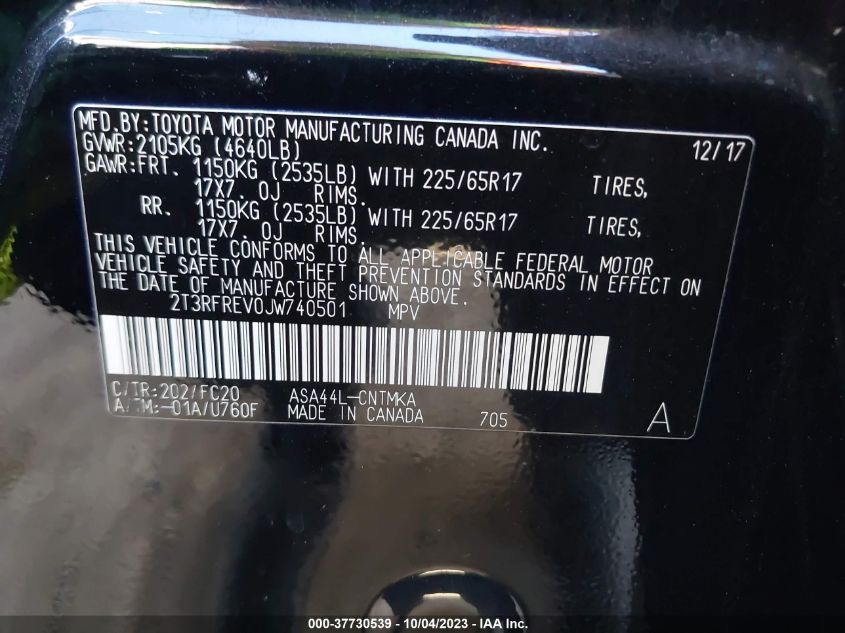 MFD.BY:TOYOTA MOTOR MANUFACTURING CANADA INC. 12/17
GVWR:2105KG (4640LB)
GAWR:FRT. 1150KG (2535LB) WITH 225/65R17 TIRES,
17X7.0J RIMS.
RR. 1150KG (2535LB) WITH 225/65R17 TIRES,
17X7.0J RIMS.
THIS VEHICLE CONFORMS TO ALL APPLICABLE FEDERAL MOTOR
VEHICLE SAFETY AND THEFT PREVENTION STANDARDS IN EFFECT ON
THE DATE OF MANUFACTURE SHOWN ABOVE.
2T3RFREV0JW740501 MPV
C/TR:202/FC20 ASA44L-CNTMKA
A/TM:-01A/U760F MADE IN CANADA 705 A
000-37730539 - 10/04/2023 - IAA Inc.